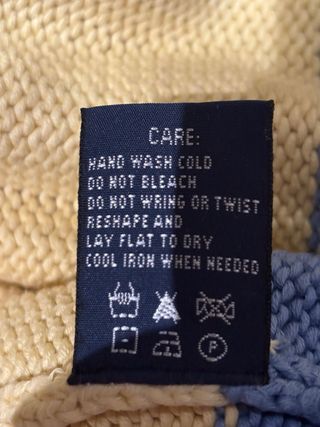 CARE:
HAND WASH COLD
DO NOT BLEACH
DO NOT WRING OR TWIST
RESHAPE AND
LAY FLAT TO DRY
COOL IRON WHEN NEEDED
P